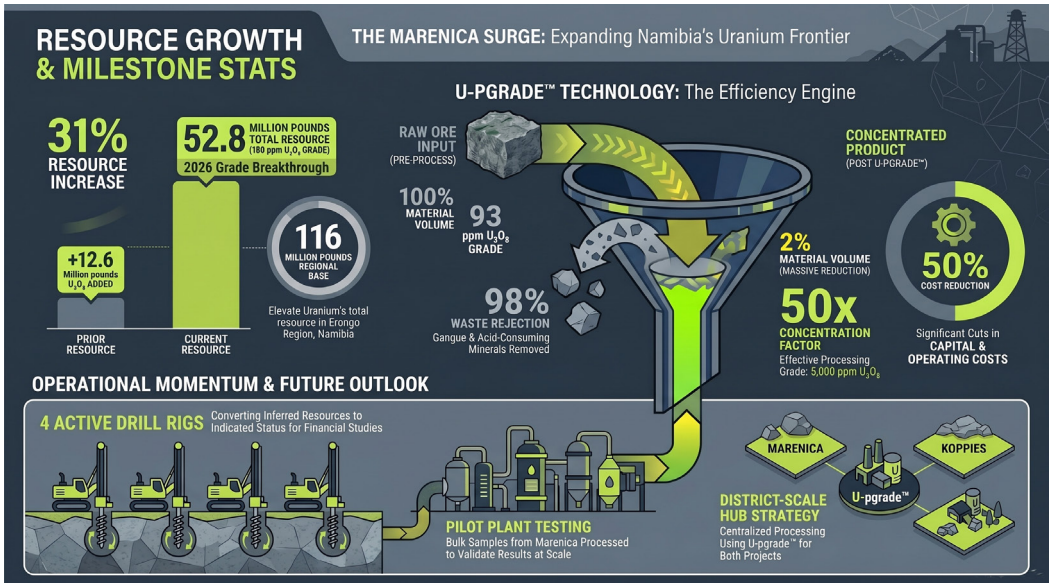 RESOURCE GROWTH
& MILESTONE STATS
THE MARENICA SURGE: Expanding Namibia's Uranium Frontier
31%
RESOURCE
INCREASE
52.8 MILLION POUNDS
TOTAL RESOURCE
(180 ppm U₃O₈ GRADE)
2026 Grade Breakthrough
+12.6
Million pounds
U₃O₈ ADDED
PRIOR
RESOURCE
CURRENT
RESOURCE
116
MILLION POUNDS
REGIONAL
BASE
Elevate Uranium's total
resource in Erongo
Region, Namibia
U-PGRADE™ TECHNOLOGY: The Efficiency Engine
RAW ORE
INPUT
(PRE-PROCESS)
100%
MATERIAL
VOLUME
93
ppm U₃O₈
GRADE
98%
WASTE REJECTION
Gangue & Acid-Consuming
Minerals Removed
2%
MATERIAL VOLUME
(MASSIVE REDUCTION)
50x
CONCENTRATION
FACTOR
Effective Processing
Grade: 5,000 ppm U₃O₈
CONCENTRATED
PRODUCT
(POST U-PGRADE™)
50%
COST REDUCTION
Significant Cuts in
CAPITAL &
OPERATING COSTS
OPERATIONAL MOMENTUM & FUTURE OUTLOOK
4 ACTIVE DRILL RIGS
Converting Inferred Resources to
Indicated Status for Financial Studies
PILOT PLANT TESTING
Bulk Samples from Marenica Processed
to Validate Results at Scale
MARENICA
KOPPIES
U-pgrade™
DISTRICT-SCALE
HUB STRATEGY
Centralized Processing
Using U-pgrade™ for
Both Projects